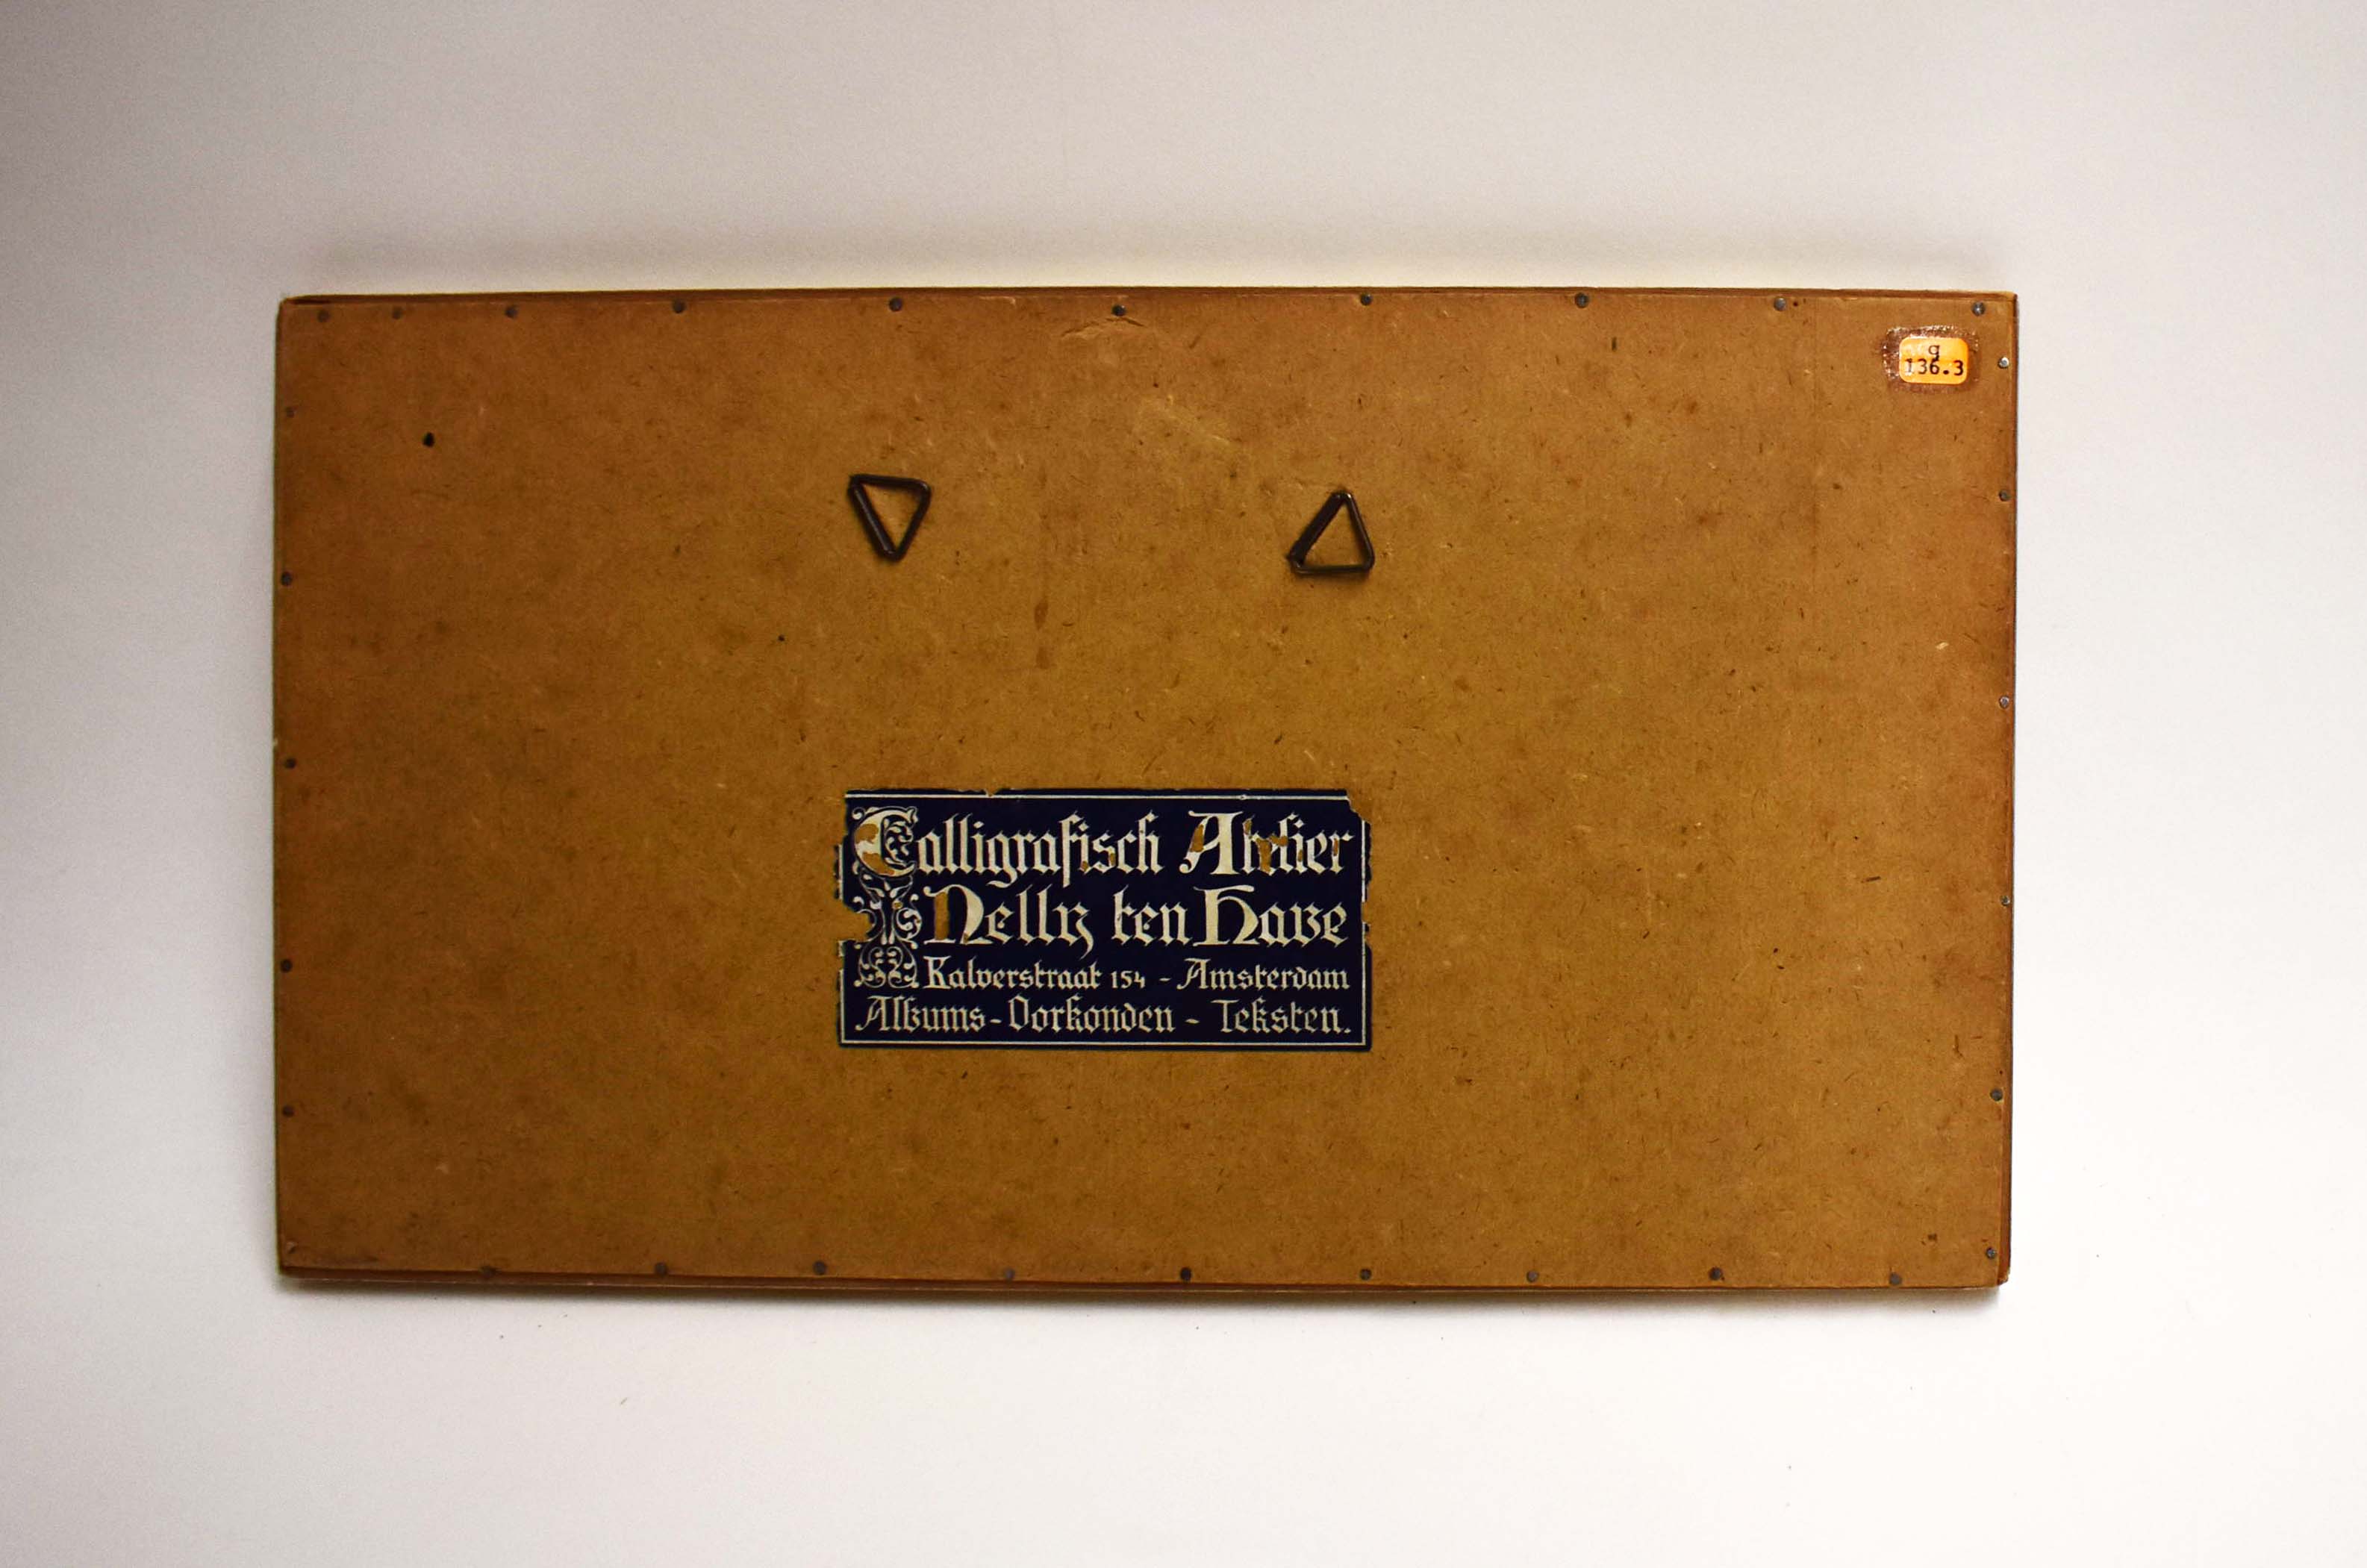 g
136.3
Calligrafisch Atelier
Nelly ten Have
Kalverstraat 154 - Amsterdam
Albums - Oorkonden - Teksten.